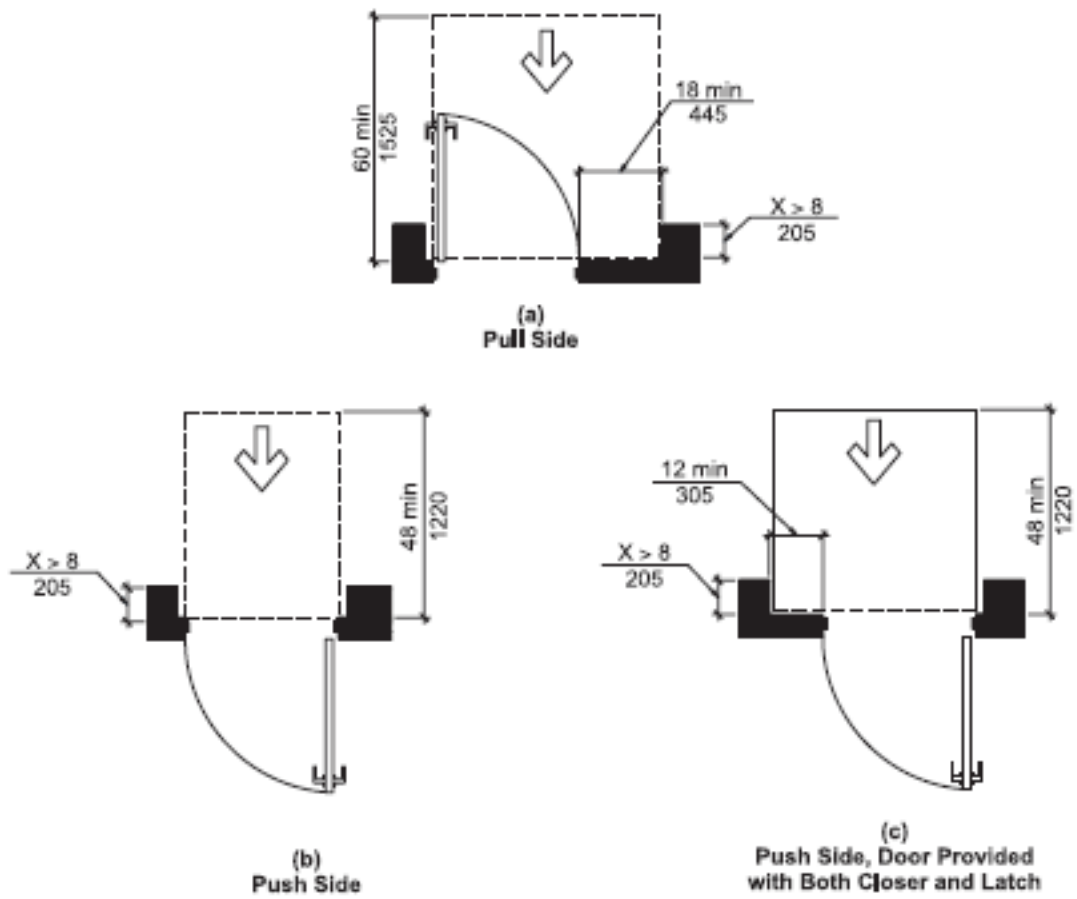 60 min
1525
18 min
445
X > 8
205
(a)
Pull Side
X > 8
205
48 min
1220
(b)
Push Side
12 min
305
X > 8
205
48 min
1220
(c)
Push Side, Door Provided
with Both Closer and Latch